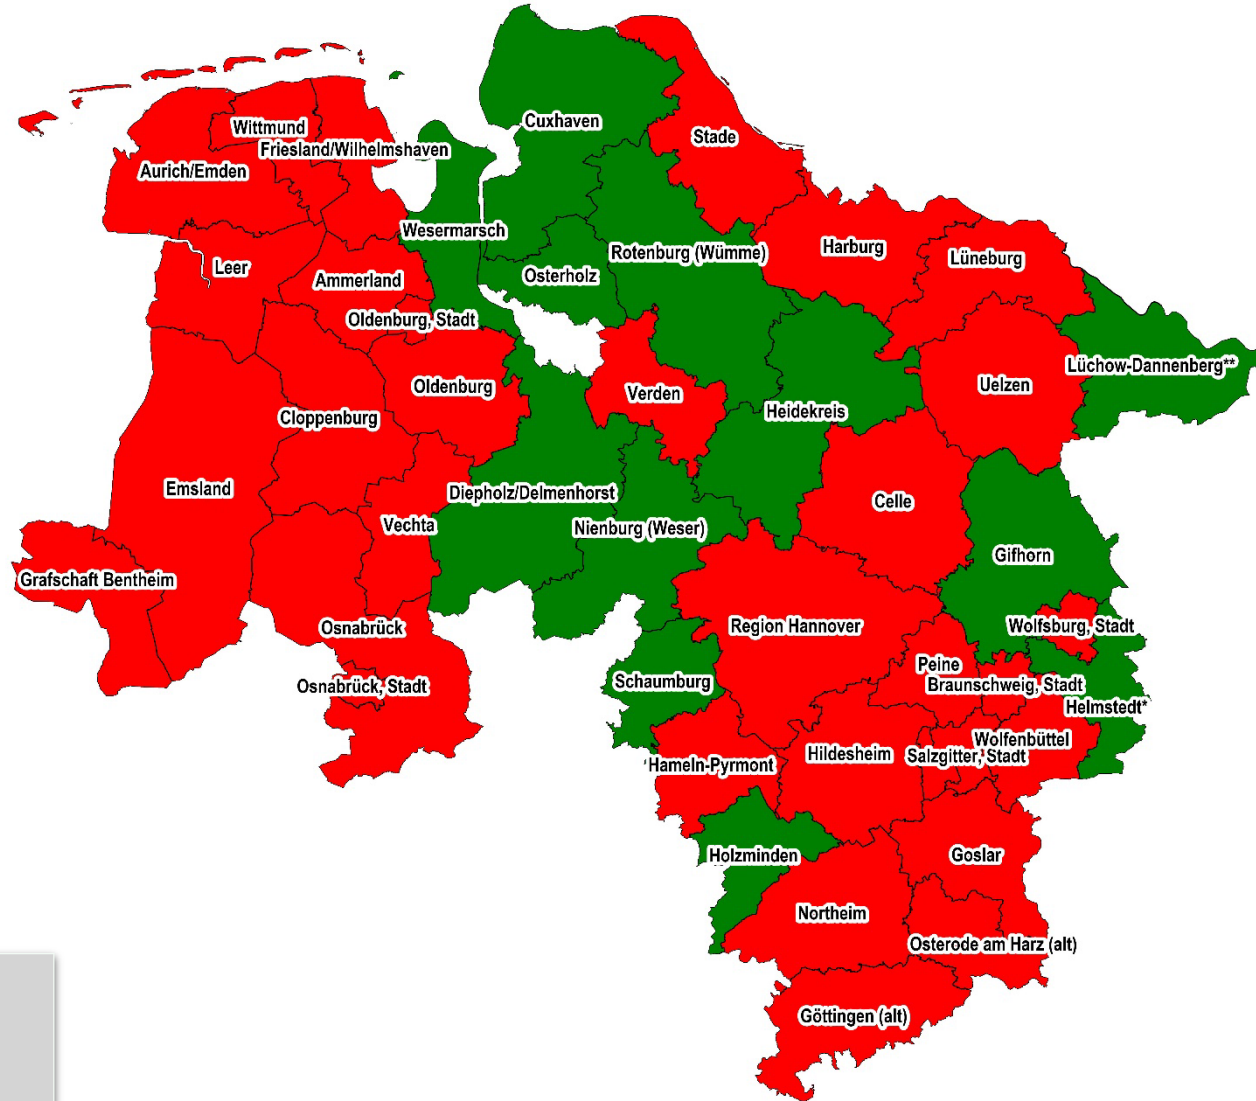 Cuxhaven
Wittmund
Stade
Friesland/Wilhelmshaven
Aurich/Emden
Wesermarsch
Harburg
Rotenburg (Wümme)
Lüneburg
Leer
Osterholz
Ammerland
Oldenburg, Stadt
Lüchow-Dannenberg**
Uelzen
Oldenburg
Verden
Heidekreis
Cloppenburg
Emsland
Diepholz/Delmenhorst
Celle
Vechta
Nienburg (Weser)
Gifhorn
Grafschaft Bentheim
Osnabrück
Region Hannover
Wolfsburg, Stadt
Peine
Schaumburg
Braunschweig, Stadt
Osnabrück, Stadt
Helmstedt*
Wolfenbüttel
Hildesheim
Salzgitter, Stadt
Hameln-Pyrmont
Holzminden
Goslar
Northeim
Osterode am Harz (alt)
Göttingen (alt)